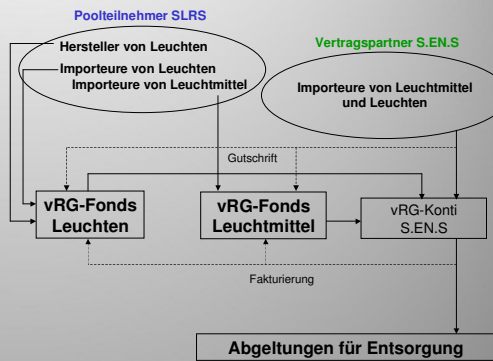 Poolteilnehmer SLRS
Hersteller von Leuchten
Importeure von Leuchten
Importeure von Leuchtmittel
Vertragspartner S.EN.S
Importeure von Leuchtmittel
und Leuchten
Gutschrift
vRG-Fonds
Leuchten
vRG-Fonds
Leuchtmittel
vRG-Konti
S.EN.S
Fakturierung
Abgeltungen für Entsorgung